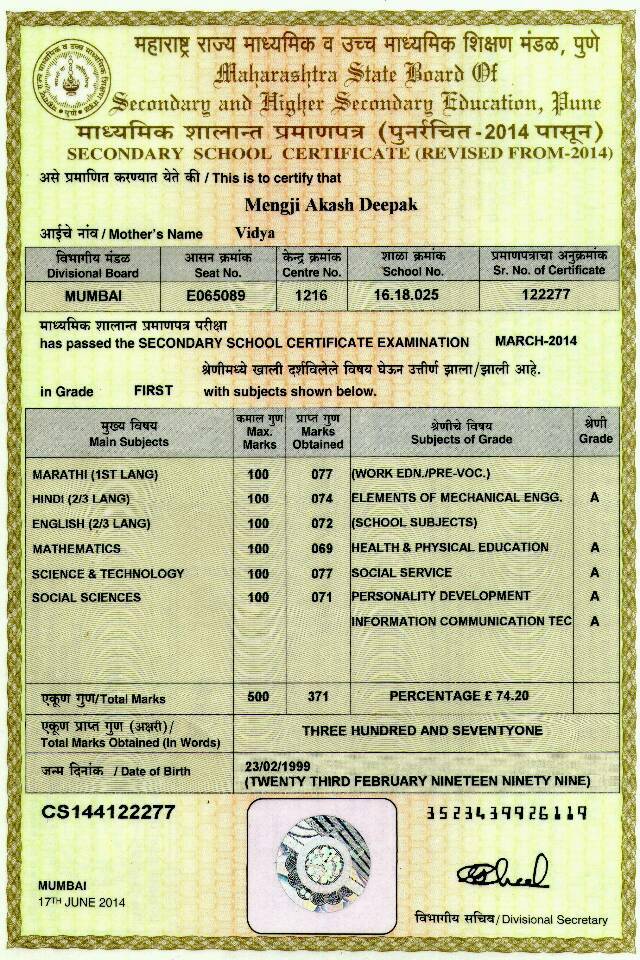 महाराष्ट्र राज्य माध्यमिक व उच्च माध्यमिक शिक्षण मंडळ, पुणे
Maharashtra State Board Of
Secondary and Higher Secondary Education, Pune
माध्यमिक शालान्त प्रमाणपत्र (पुनर्रचित - 2014 पासून)
SECONDARY SCHOOL CERTIFICATE (REVISED FROM-2014)
असे प्रमाणित करण्यात येते की / This is to certify that
Mengji Akash Deepak
आईचे नांव / Mother's Name Vidya
विभागीय मंडळ आसन क्रमांक केन्द्र क्रमांक शाळा क्रमांक प्रमाणपत्राचा अनुक्रमांक
Divisional Board Seat No. Centre No. School No. Sr. No. of Certificate
MUMBAI E065089 1216 16.18.025 122277
माध्यमिक शालान्त प्रमाणपत्र परीक्षा
has passed the SECONDARY SCHOOL CERTIFICATE EXAMINATION MARCH-2014
श्रेणीमध्ये खाली दर्शविलेले विषय घेऊन उत्तीर्ण झाला/झाली आहे.
in Grade FIRST with subjects shown below.
मुख्य विषय कमाल गुण प्राप्त गुण श्रेणीचे विषय श्रेणी
Main Subjects Max. Marks Marks Obtained Subjects of Grade Grade
MARATHI (1ST LANG) 100 077 (WORK EDN./PRE-VOC.)
HINDI (2/3 LANG) 100 074 ELEMENTS OF MECHANICAL ENGG. A
ENGLISH (2/3 LANG) 100 072 (SCHOOL SUBJECTS)
MATHEMATICS 100 069 HEALTH & PHYSICAL EDUCATION A
SCIENCE & TECHNOLOGY 100 077 SOCIAL SERVICE A
SOCIAL SCIENCES 100 071 PERSONALITY DEVELOPMENT A
INFORMATION COMMUNICATION TEC A
एकूण गुण/Total Marks 500 371 PERCENTAGE £ 74.20
एकूण प्राप्त गुण (अक्षरी)/
Total Marks Obtained (In Words) THREE HUNDRED AND SEVENTYONE
जन्म दिनांक / Date of Birth 23/02/1999
(TWENTY THIRD FEBRUARY NINETEEN NINETY NINE)
CS144122277 3523439926119
MUMBAI
17TH JUNE 2014
विभागीय सचिव/Divisional Secretary